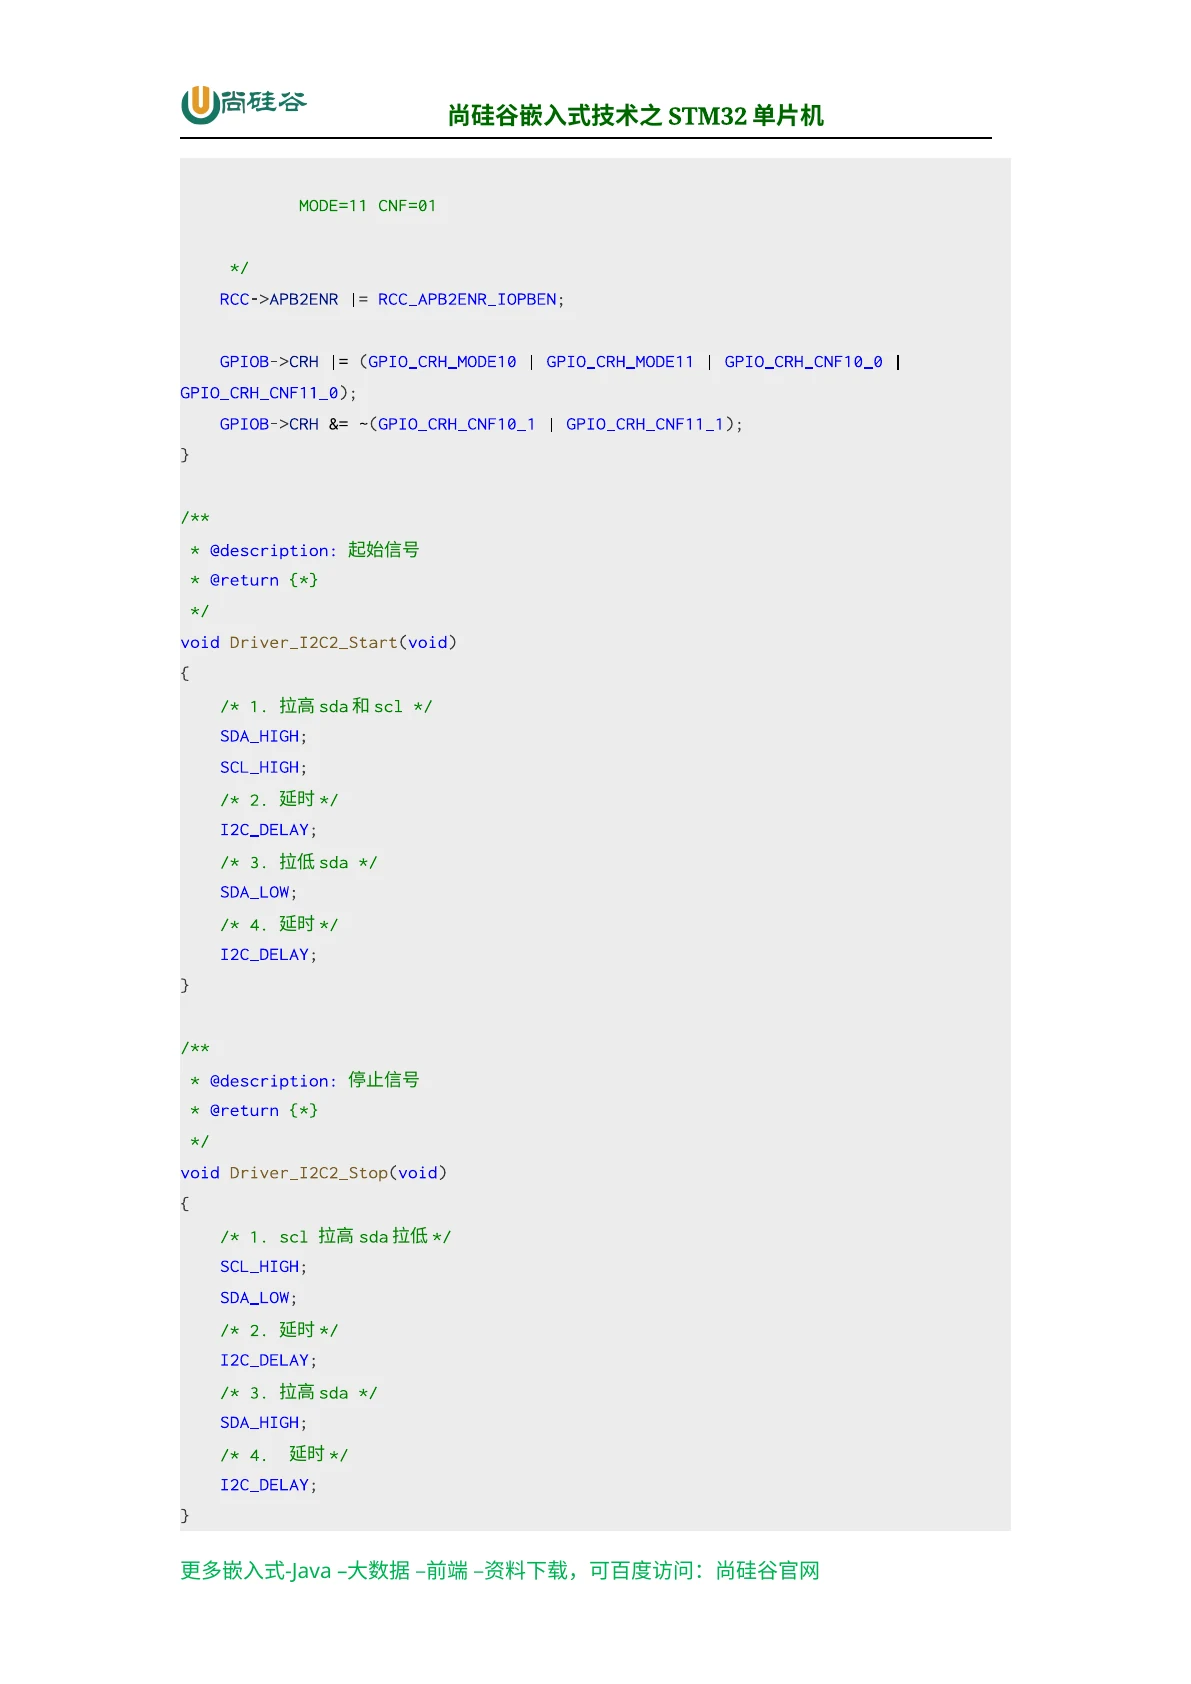 尚硅谷
尚硅谷嵌入式技术之 STM32 单片机
MODE=11 CNF=01
*/
RCC->APB2ENR |= RCC_APB2ENR_IOPBEN;
GPIOB->CRH |= (GPIO_CRH_MODE10 | GPIO_CRH_MODE11 | GPIO_CRH_CNF10_0 |
GPIO_CRH_CNF11_0);
GPIOB->CRH &= ~(GPIO_CRH_CNF10_1 | GPIO_CRH_CNF11_1);
}
/**
* @description: 起始信号
* @return {*}
*/
void Driver_I2C2_Start(void)
{
/* 1. 拉高 sda 和 scl */
SDA_HIGH;
SCL_HIGH;
/* 2. 延时 */
I2C_DELAY;
/* 3. 拉低 sda */
SDA_LOW;
/* 4. 延时 */
I2C_DELAY;
}
/**
* @description: 停止信号
* @return {*}
*/
void Driver_I2C2_Stop(void)
{
/* 1. scl 拉高 sda 拉低 */
SCL_HIGH;
SDA_LOW;
/* 2. 延时 */
I2C_DELAY;
/* 3. 拉高 sda */
SDA_HIGH;
/* 4. 延时 */
I2C_DELAY;
}
更多嵌入式-Java –大数据 –前端 –资料下载，可百度访问：尚硅谷官网